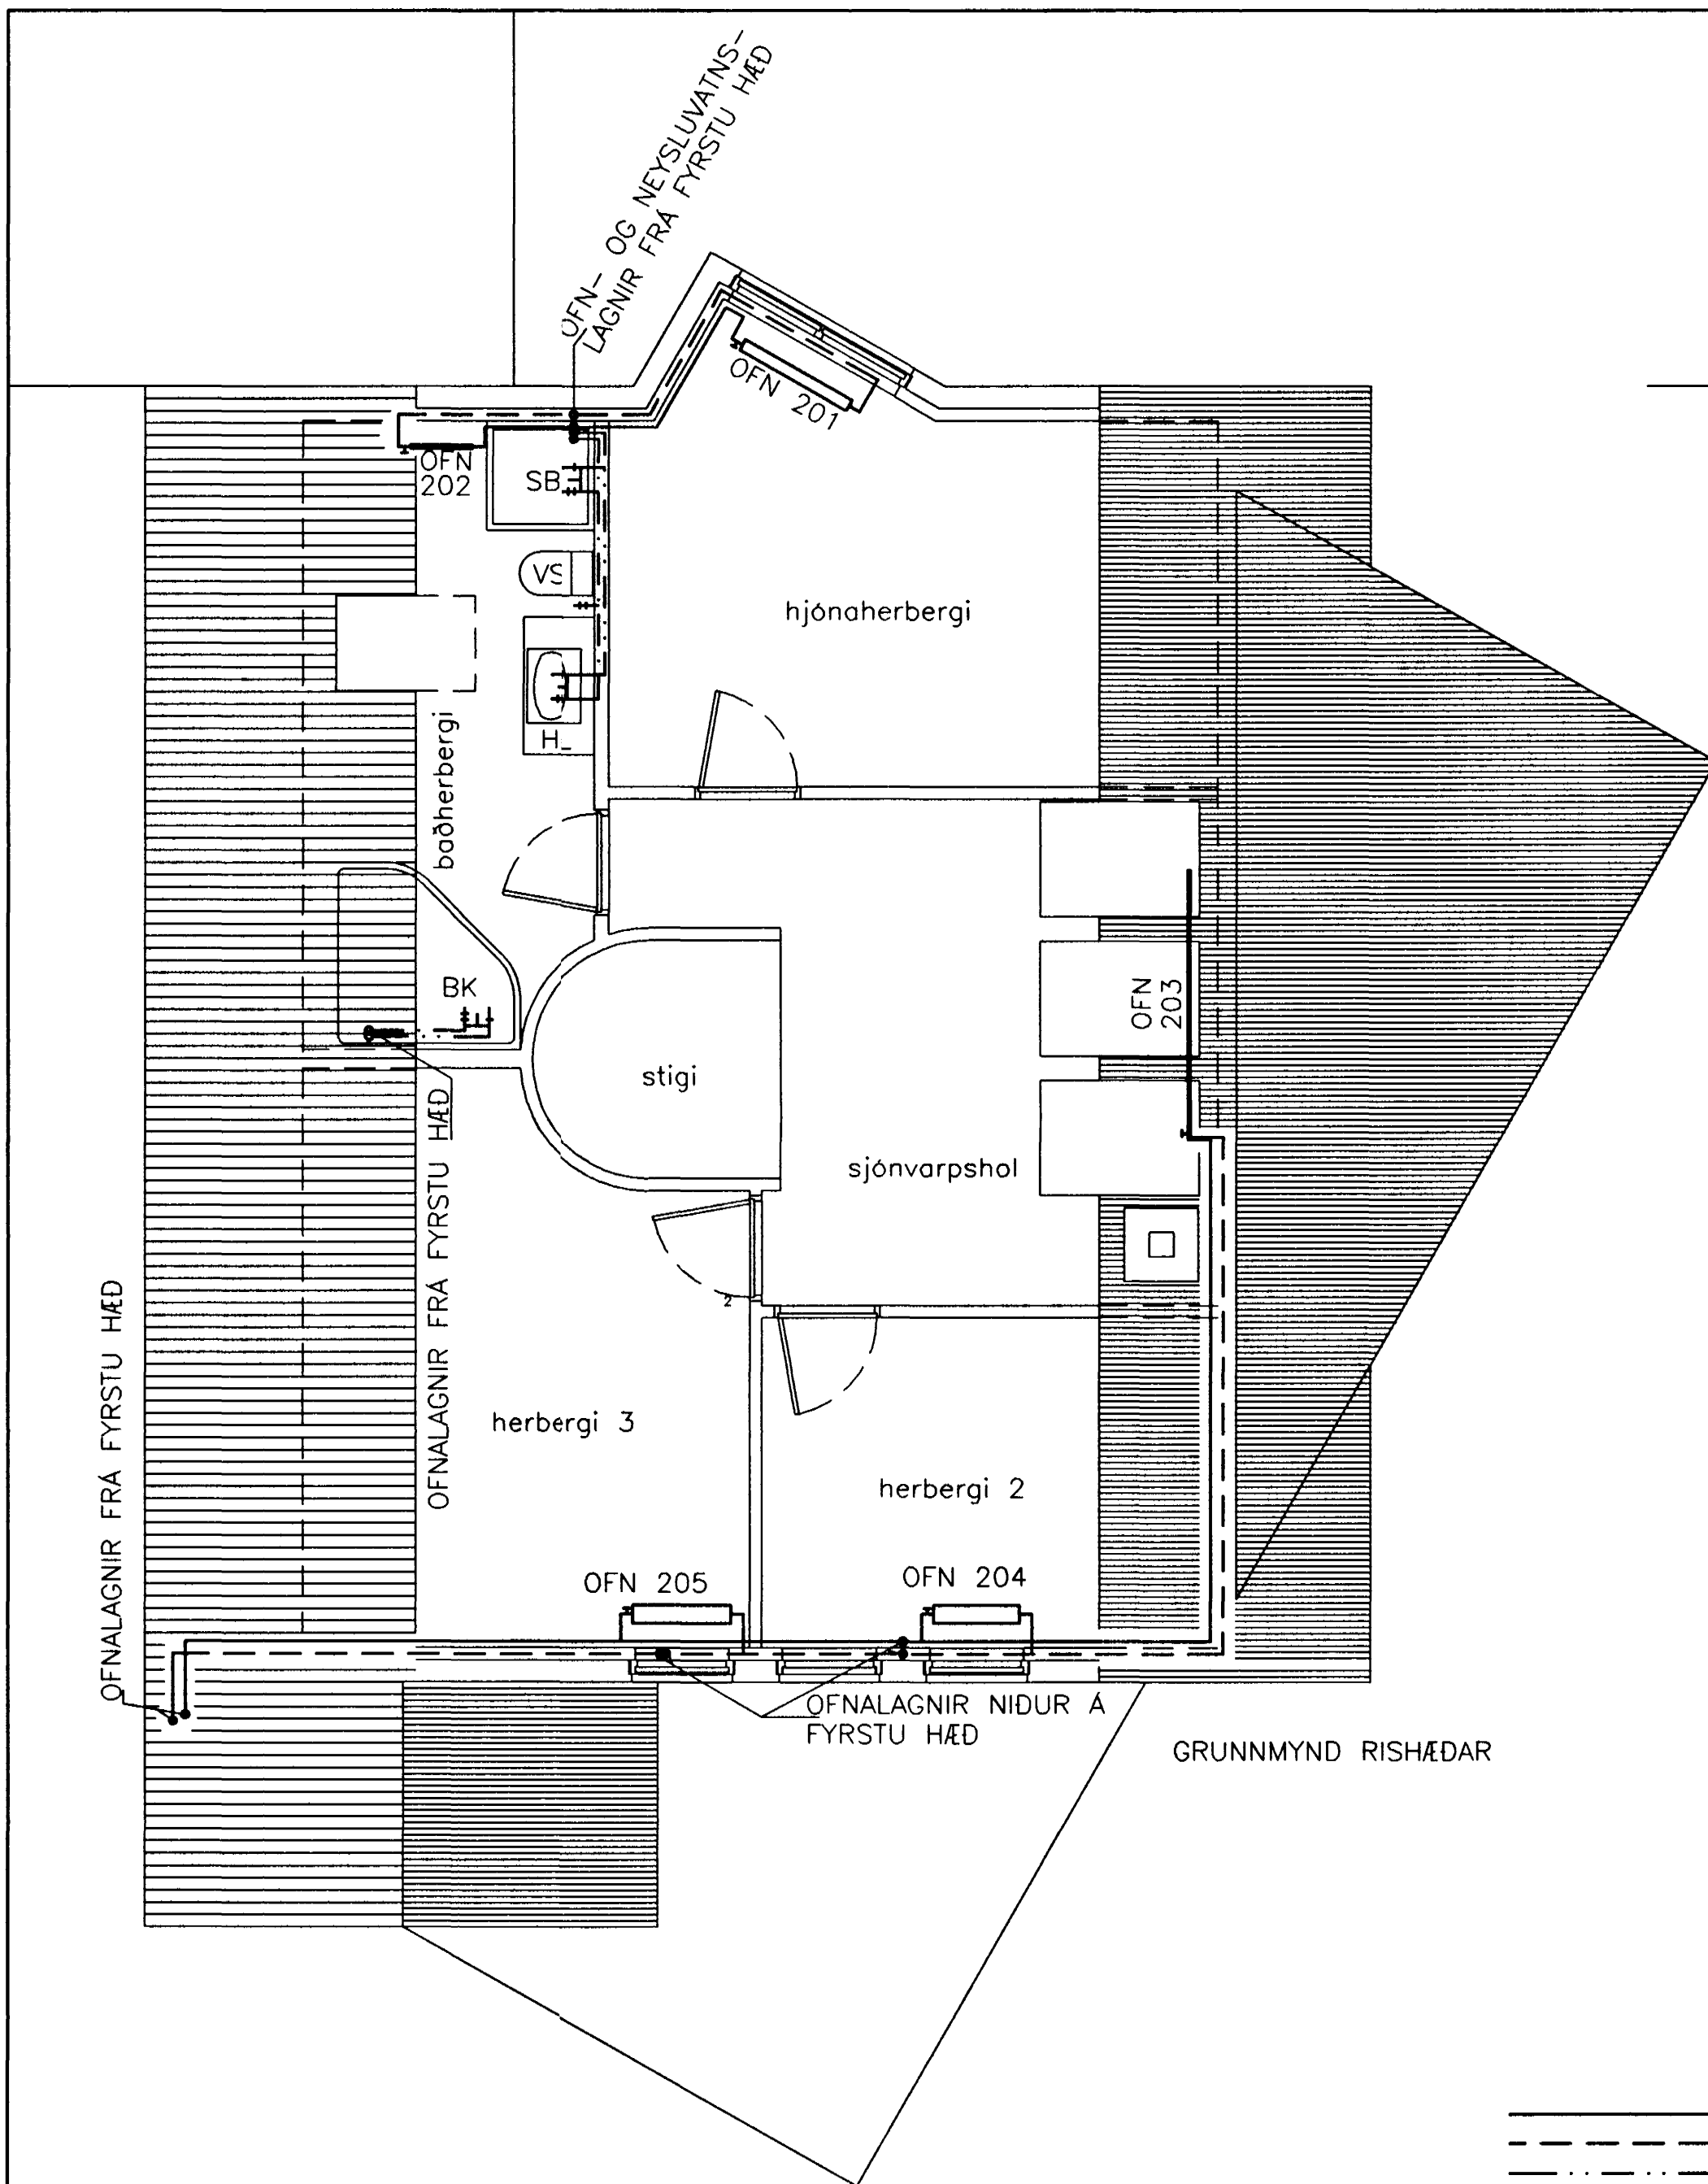 OFN- OG NEYSLUVATNS-
LAGNIR FRÁ FYRSTU HÆÐ
OFN 201
OFN
202
SB
VS
hjónaherbergi
H_
baðherbergi
BK
OFN
203
stigi
sjónvarpshol
OFNALAGNIR FRÁ FYRSTU HÆÐ
2
OFNALAGNIR FRÁ FYRSTU HÆÐ
herbergi 3
herbergi 2
OFN 205
OFN 204
OFNALAGNIR NIÐUR Á
FYRSTU HÆÐ
GRUNNMYND RISHÆÐAR